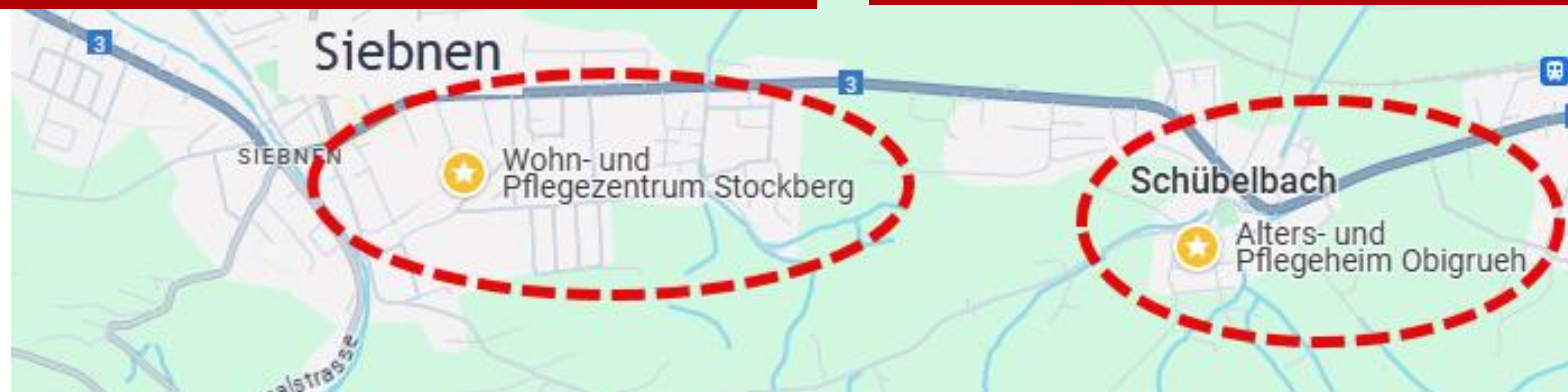 3
Siebnen
3
SIEBNEN
Wohn- und
Pflegezentrum Stockberg
Schübelbach
Alters- und
Pflegeheim Obigrueh